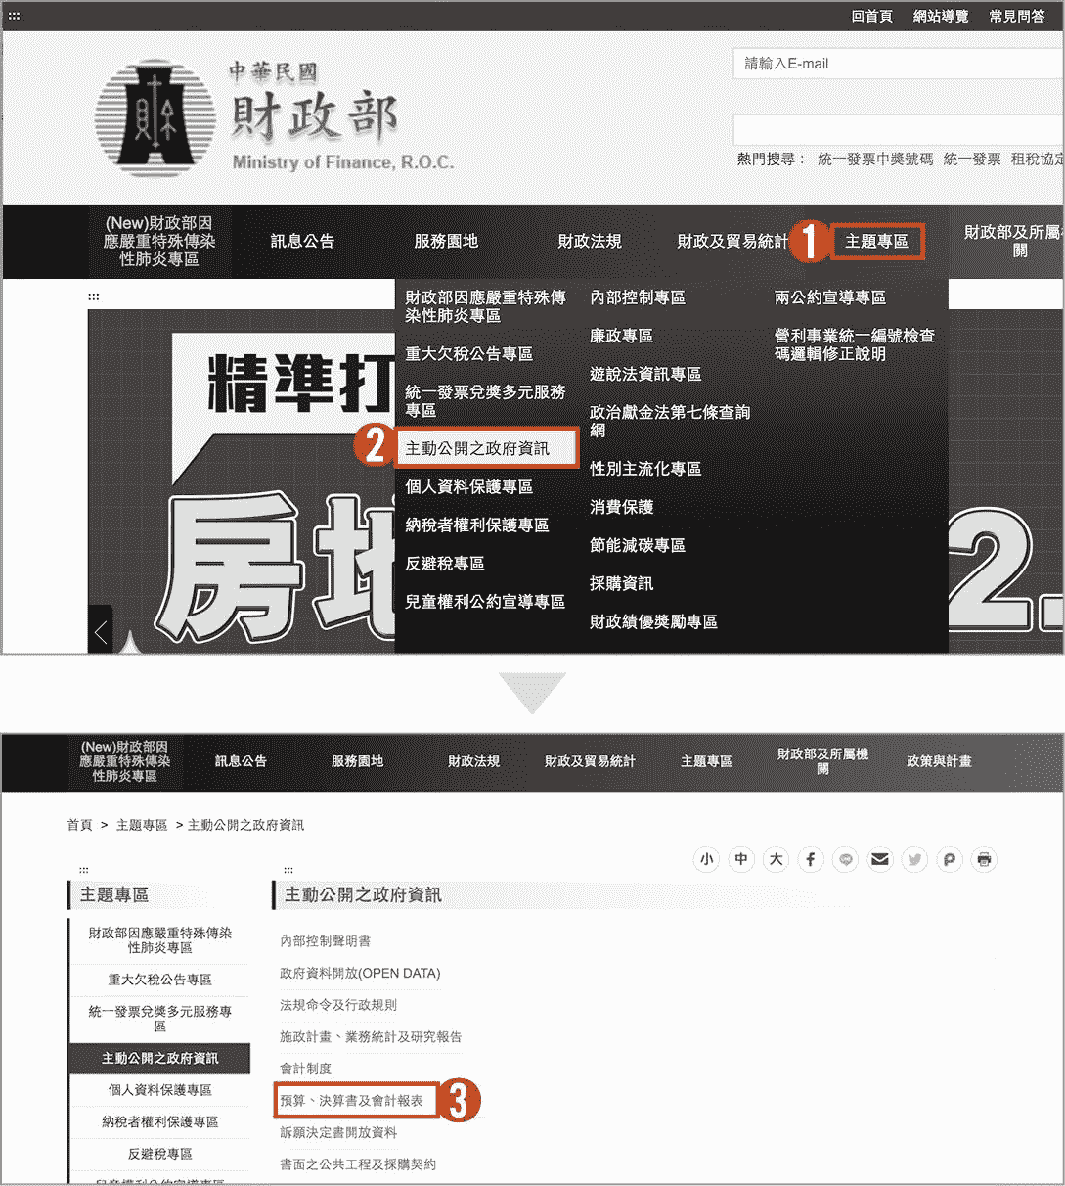 回首頁 網站導覽 常見問答
請輸入E-mail
中華民國
財政部
Ministry of Finance, R.O.C.
熱門搜尋： 統一發票中獎號碼 統一發票 租稅協定
(New)財政部因
應嚴重特殊傳染
性肺炎專區
訊息公告
服務園地
財政法規
財政及貿易統計
1
主題專區
財政部及所屬
關
財政部因應嚴重特殊傳
染性肺炎專區
重大欠稅公告專區
統一發票兌獎多元服務
專區
2
主動公開之政府資訊
個人資料保護專區
納稅者權利保護專區
反避稅專區
兒童權利公約宣導專區
內部控制專區
廉政專區
遊說法資訊專區
政治獻金法第七條查詢
網
性別主流化專區
消費保護
節能減碳專區
採購資訊
財政績優獎勵專區
兩公約宣導專區
營利事業統一編號檢查
碼邏輯修正說明
精準打
房地
2.
(New)財政部因
應嚴重特殊傳染
性肺炎專區
訊息公告
服務園地
財政法規
財政及貿易統計
主題專區
財政部及所屬機
關
政策與計畫
首頁 > 主題專區 > 主動公開之政府資訊
小 中 大
主題專區
財政部因應嚴重特殊傳染
性肺炎專區
重大欠稅公告專區
統一發票兌獎多元服務專
區
主動公開之政府資訊
個人資料保護專區
納稅者權利保護專區
反避稅專區
兒童權利公約宣導專區
主動公開之政府資訊
內部控制聲明書
政府資料開放(OPEN DATA)
法規命令及行政規則
施政計畫、業務統計及研究報告
會計制度
預算、決算書及會計報表
3
訴願決定書開放資料
書面之公共工程及採購契約